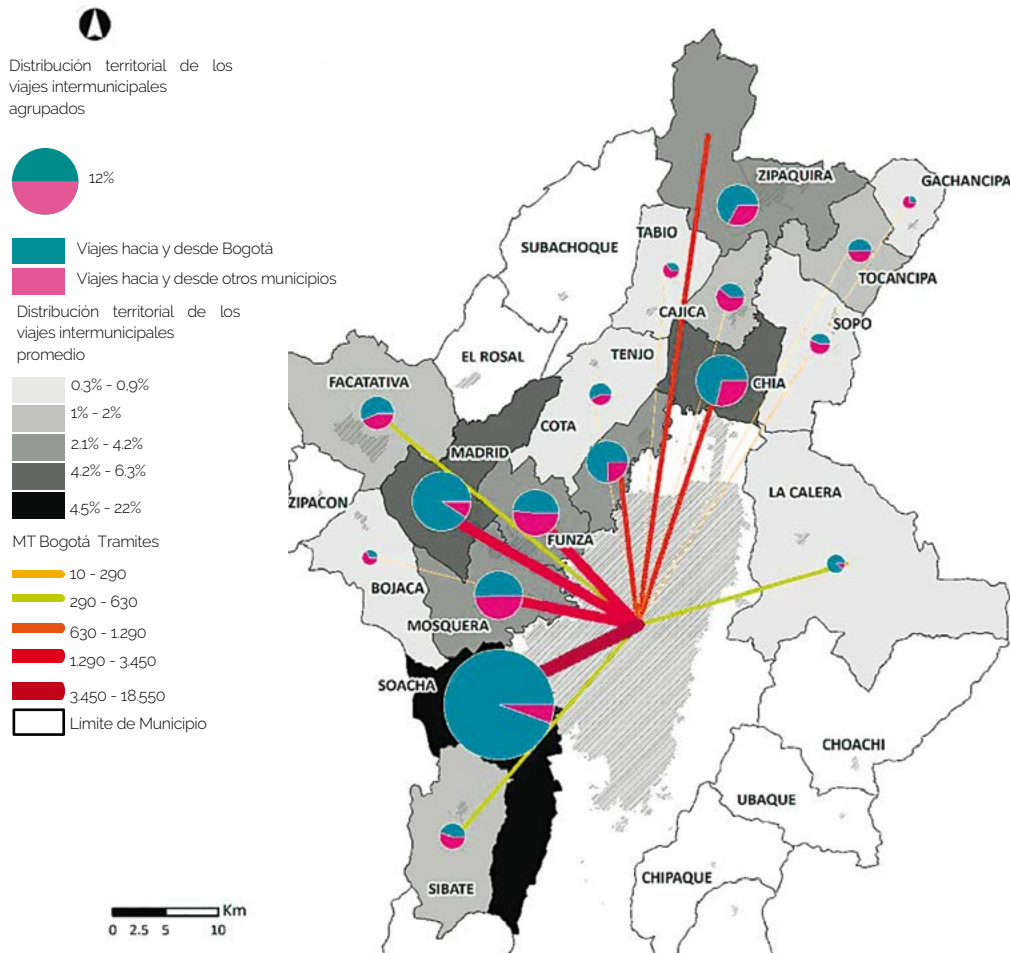 Distribución territorial de los
viajes intermunicipales
agrupados
12%
Viajes hacia y desde Bogotá
Viajes hacia y desde otros municipios
Distribución territorial de los
viajes intermunicipales
promedio
0.3% - 0.9%
1% - 2%
2.1% - 4.2%
4.2% - 6.3%
4.5% - 22%
MT Bogotá Tramites
10 - 290
290 - 630
630 - 1.290
1.290 - 3.450
3.450 - 18.550
Límite de Municipio
0 2.5 5 10 Km
ZIPAQUIRA
GACHANCIPA
TABIO
SUBACHOQUE
TOCANCIPA
CAJICA
SOPO
TENJO
EL ROSAL
FACATATIVA
CHIA
COTA
MADRID
LA CALERA
ZIPACON
FUNZA
BOJACA
MOSQUERA
SOACHA
CHOACHI
UBAQUE
CHIPAQUE
SIBATE